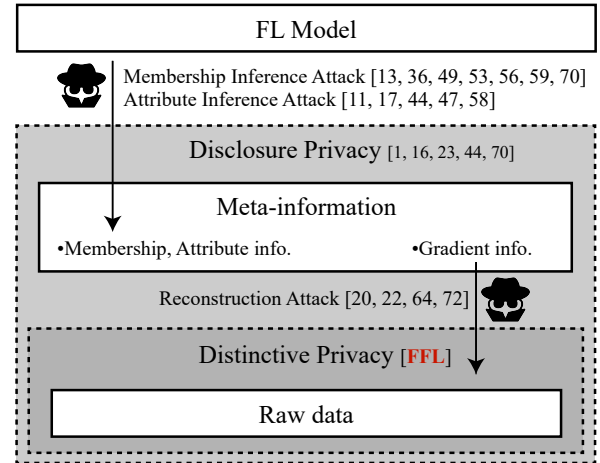 FL Model
Membership Inference Attack [13, 36, 49, 53, 56, 59, 70]
Attribute Inference Attack [11, 17, 44, 47, 58]
Disclosure Privacy [1, 16, 23, 44, 70]
Meta-information
•Membership, Attribute info. •Gradient info.
Reconstruction Attack [20, 22, 64, 72]
Distinctive Privacy [FFL]
Raw data